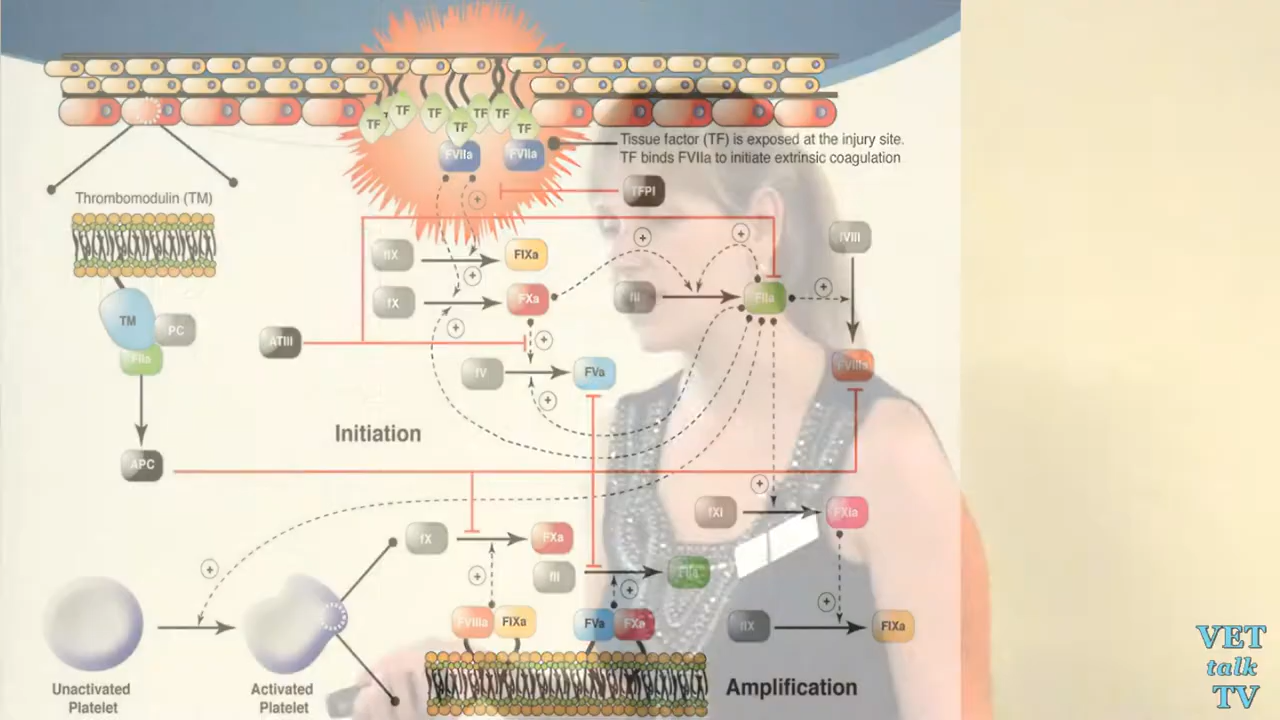 TF
TF
TF
TF
TF
TF
TF
FVIIa
FVIIa
Tissue factor (TF) is exposed at the injury site.
TF binds FVIIa to initiate extrinsic coagulation
TFPI
Thrombomodulin (TM)
fVIII
fIX
FIXa
fX
FXa
fII
FIIa
TM
PC
FIIa
ATIII
fV
FVa
FVIIIa
Initiation
APC
fXI
FXIa
fX
FXa
fII
FIIa
FVIIIa
FIXa
FVa
FXa
fIX
FIXa
Unactivated
Platelet
Activated
Platelet
Amplification
VET
talk
TV